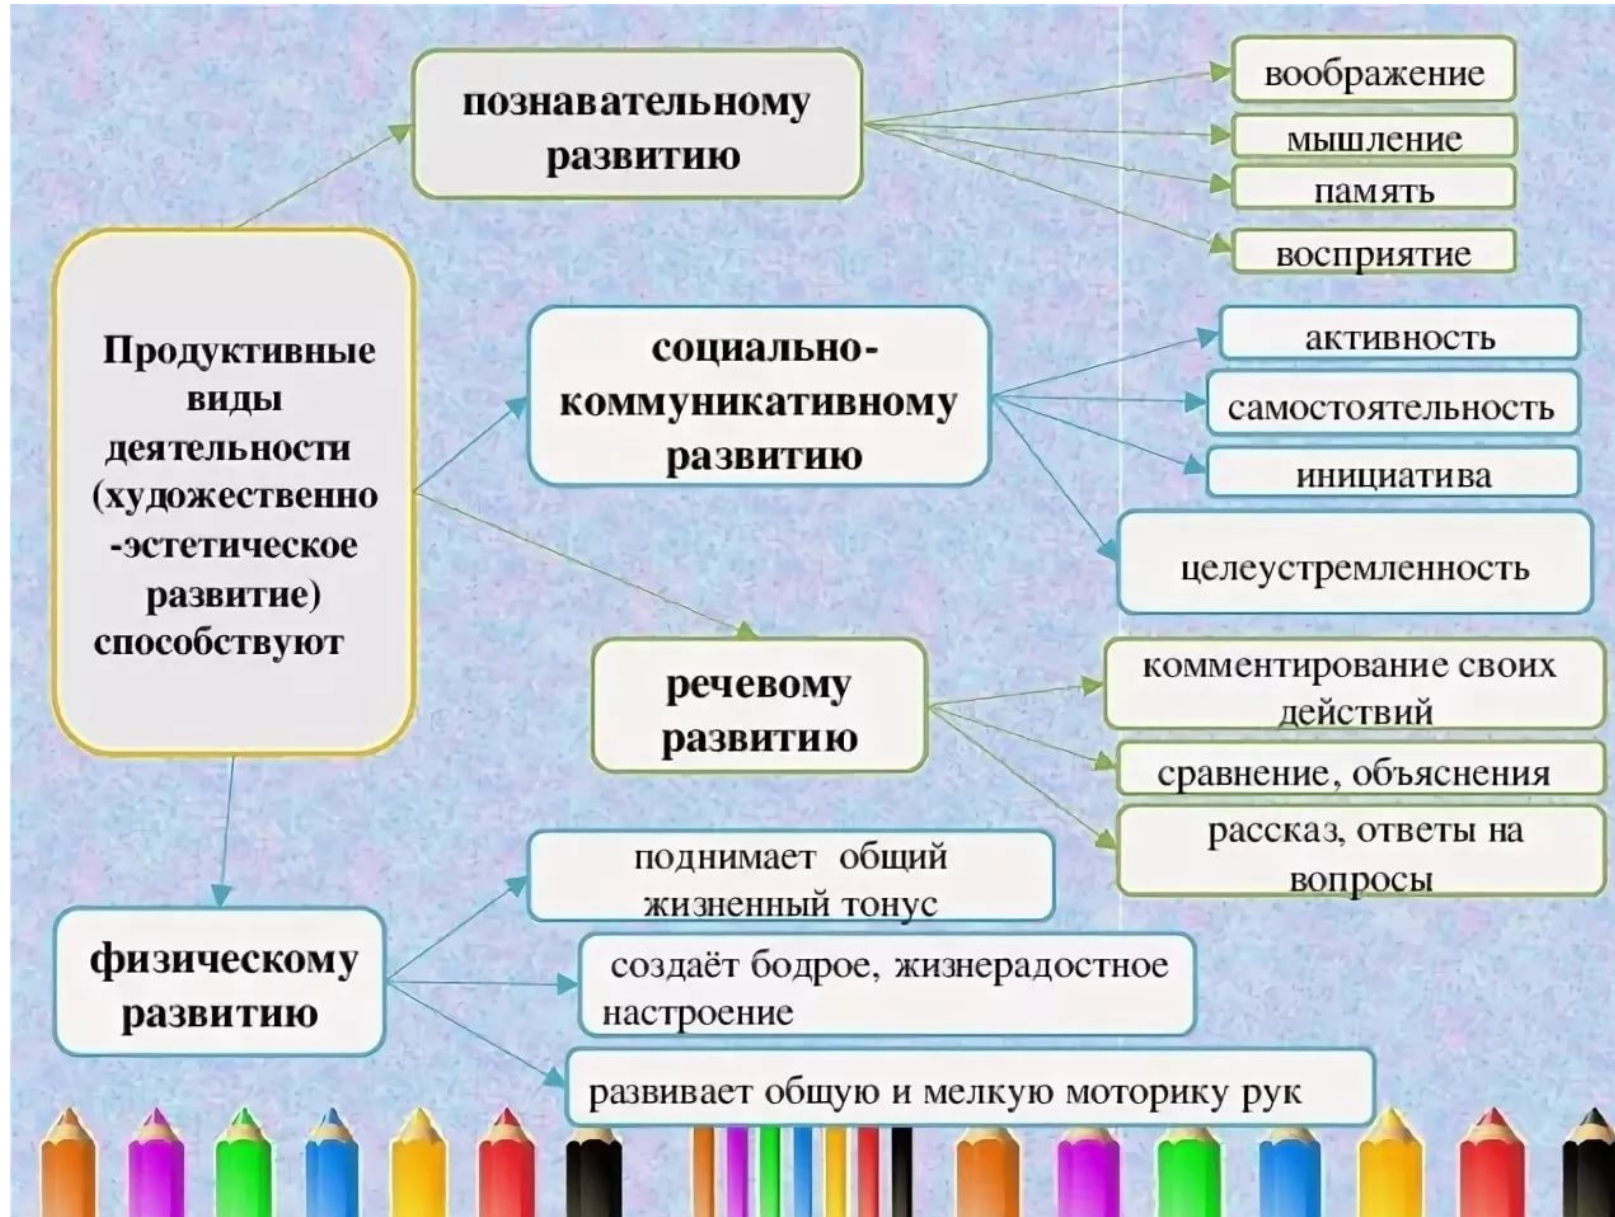 познавательному
развитию
воображение
мышление
память
восприятие
Продуктивные
виды
деятельности
(художественно
-эстетическое
развитие)
способствуют
социально-
коммуникативному
развитию
активность
самостоятельность
инициатива
целеустремленность
речевому
развитию
комментирование своих
действий
сравнение, объяснения
рассказ, ответы на
вопросы
физическому
развитию
поднимает общий
жизненный тонус
создаёт бодрое, жизнерадостное
настроение
развивает общую и мелкую моторику рук